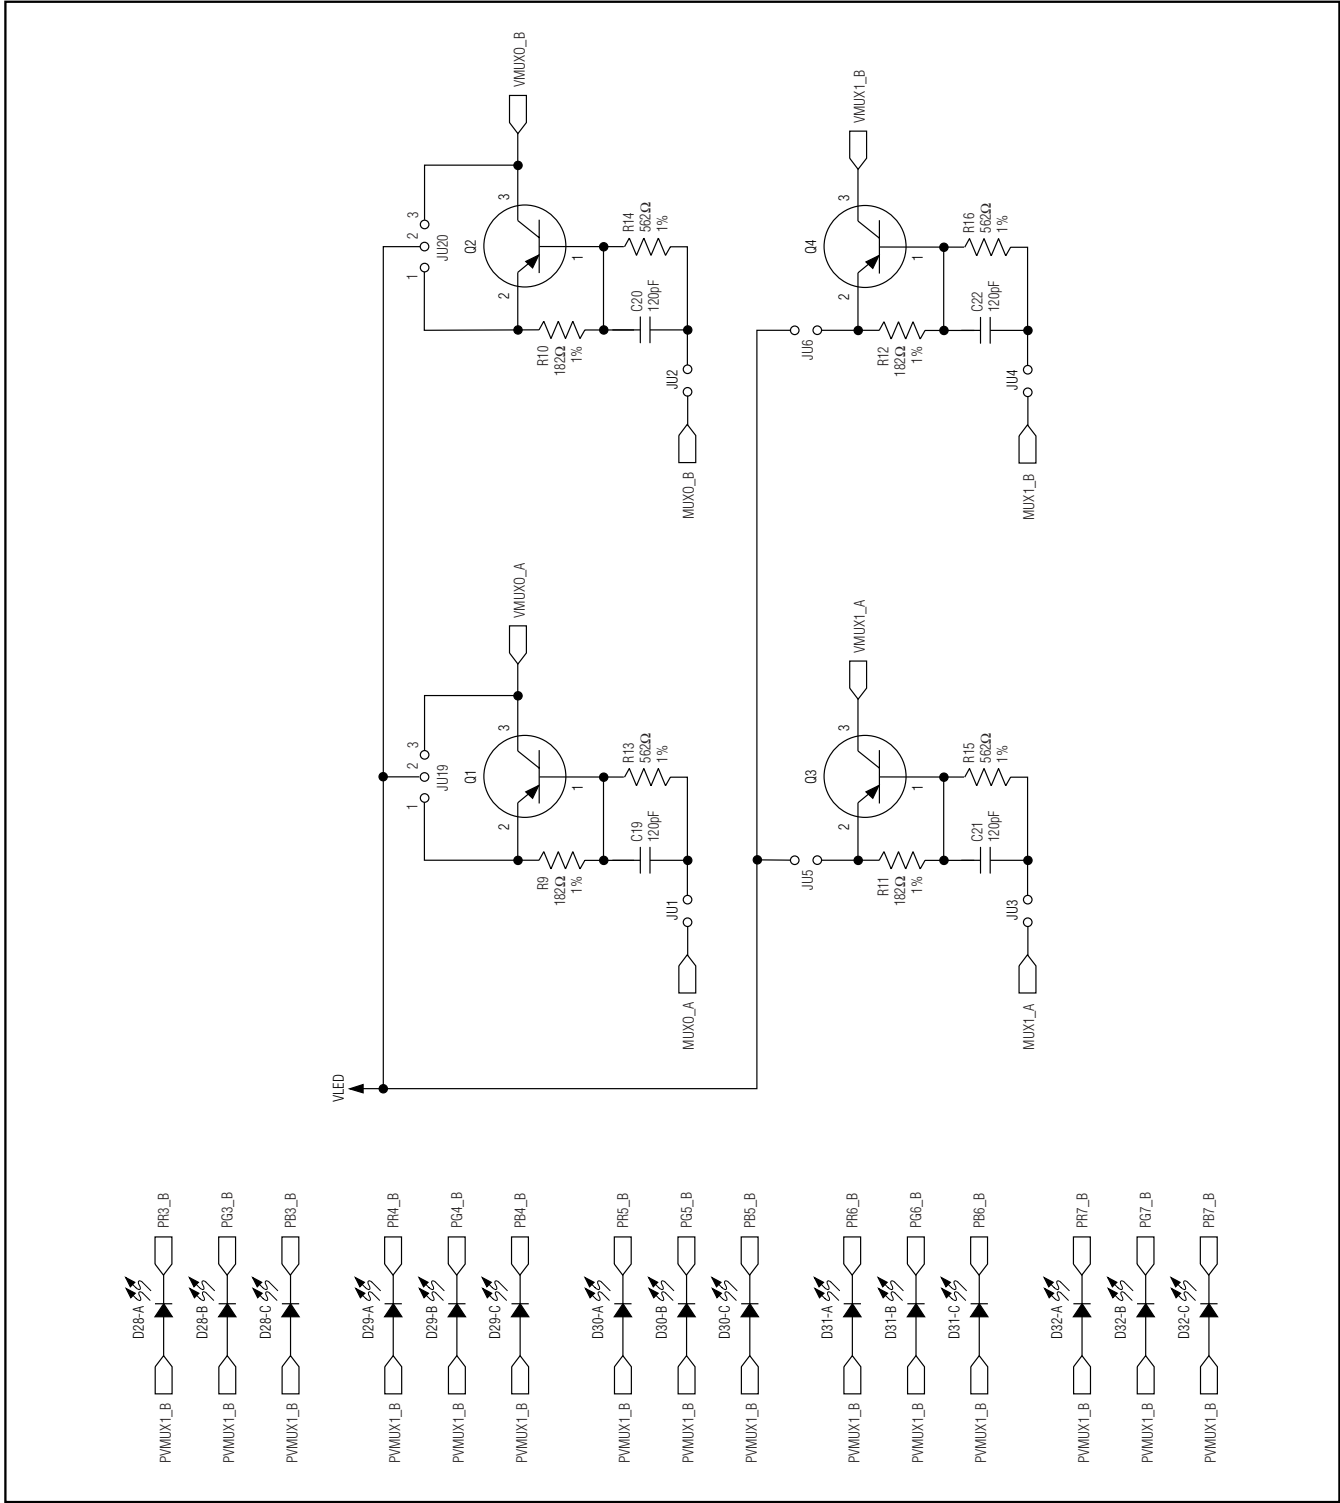 VMUX0_B
3
2
1
JU20
Q2
3
2
1
R14
562Ω
1%
C20
120pF
R10
182Ω
1%
JU2
MUX0_B
VMUX1_B
Q4
3
2
1
R16
562Ω
1%
C22
120pF
R12
182Ω
1%
JU6
JU4
MUX1_B
VMUX0_A
3
2
1
JU19
Q1
3
2
1
R13
562Ω
1%
C19
120pF
R9
182Ω
1%
JU1
MUX0_A
VMUX1_A
Q3
3
2
1
R15
562Ω
1%
C21
120pF
R11
182Ω
1%
JU5
JU3
MUX1_A
VLED
PVMUX1_B D28-A PR3_B
PVMUX1_B D28-B PG3_B
PVMUX1_B D28-C PB3_B
PVMUX1_B D29-A PR4_B
PVMUX1_B D29-B PG4_B
PVMUX1_B D29-C PB4_B
PVMUX1_B D30-A PR5_B
PVMUX1_B D30-B PG5_B
PVMUX1_B D30-C PB5_B
PVMUX1_B D31-A PR6_B
PVMUX1_B D31-B PG6_B
PVMUX1_B D31-C PB6_B
PVMUX1_B D32-A PR7_B
PVMUX1_B D32-B PG7_B
PVMUX1_B D32-C PB7_B